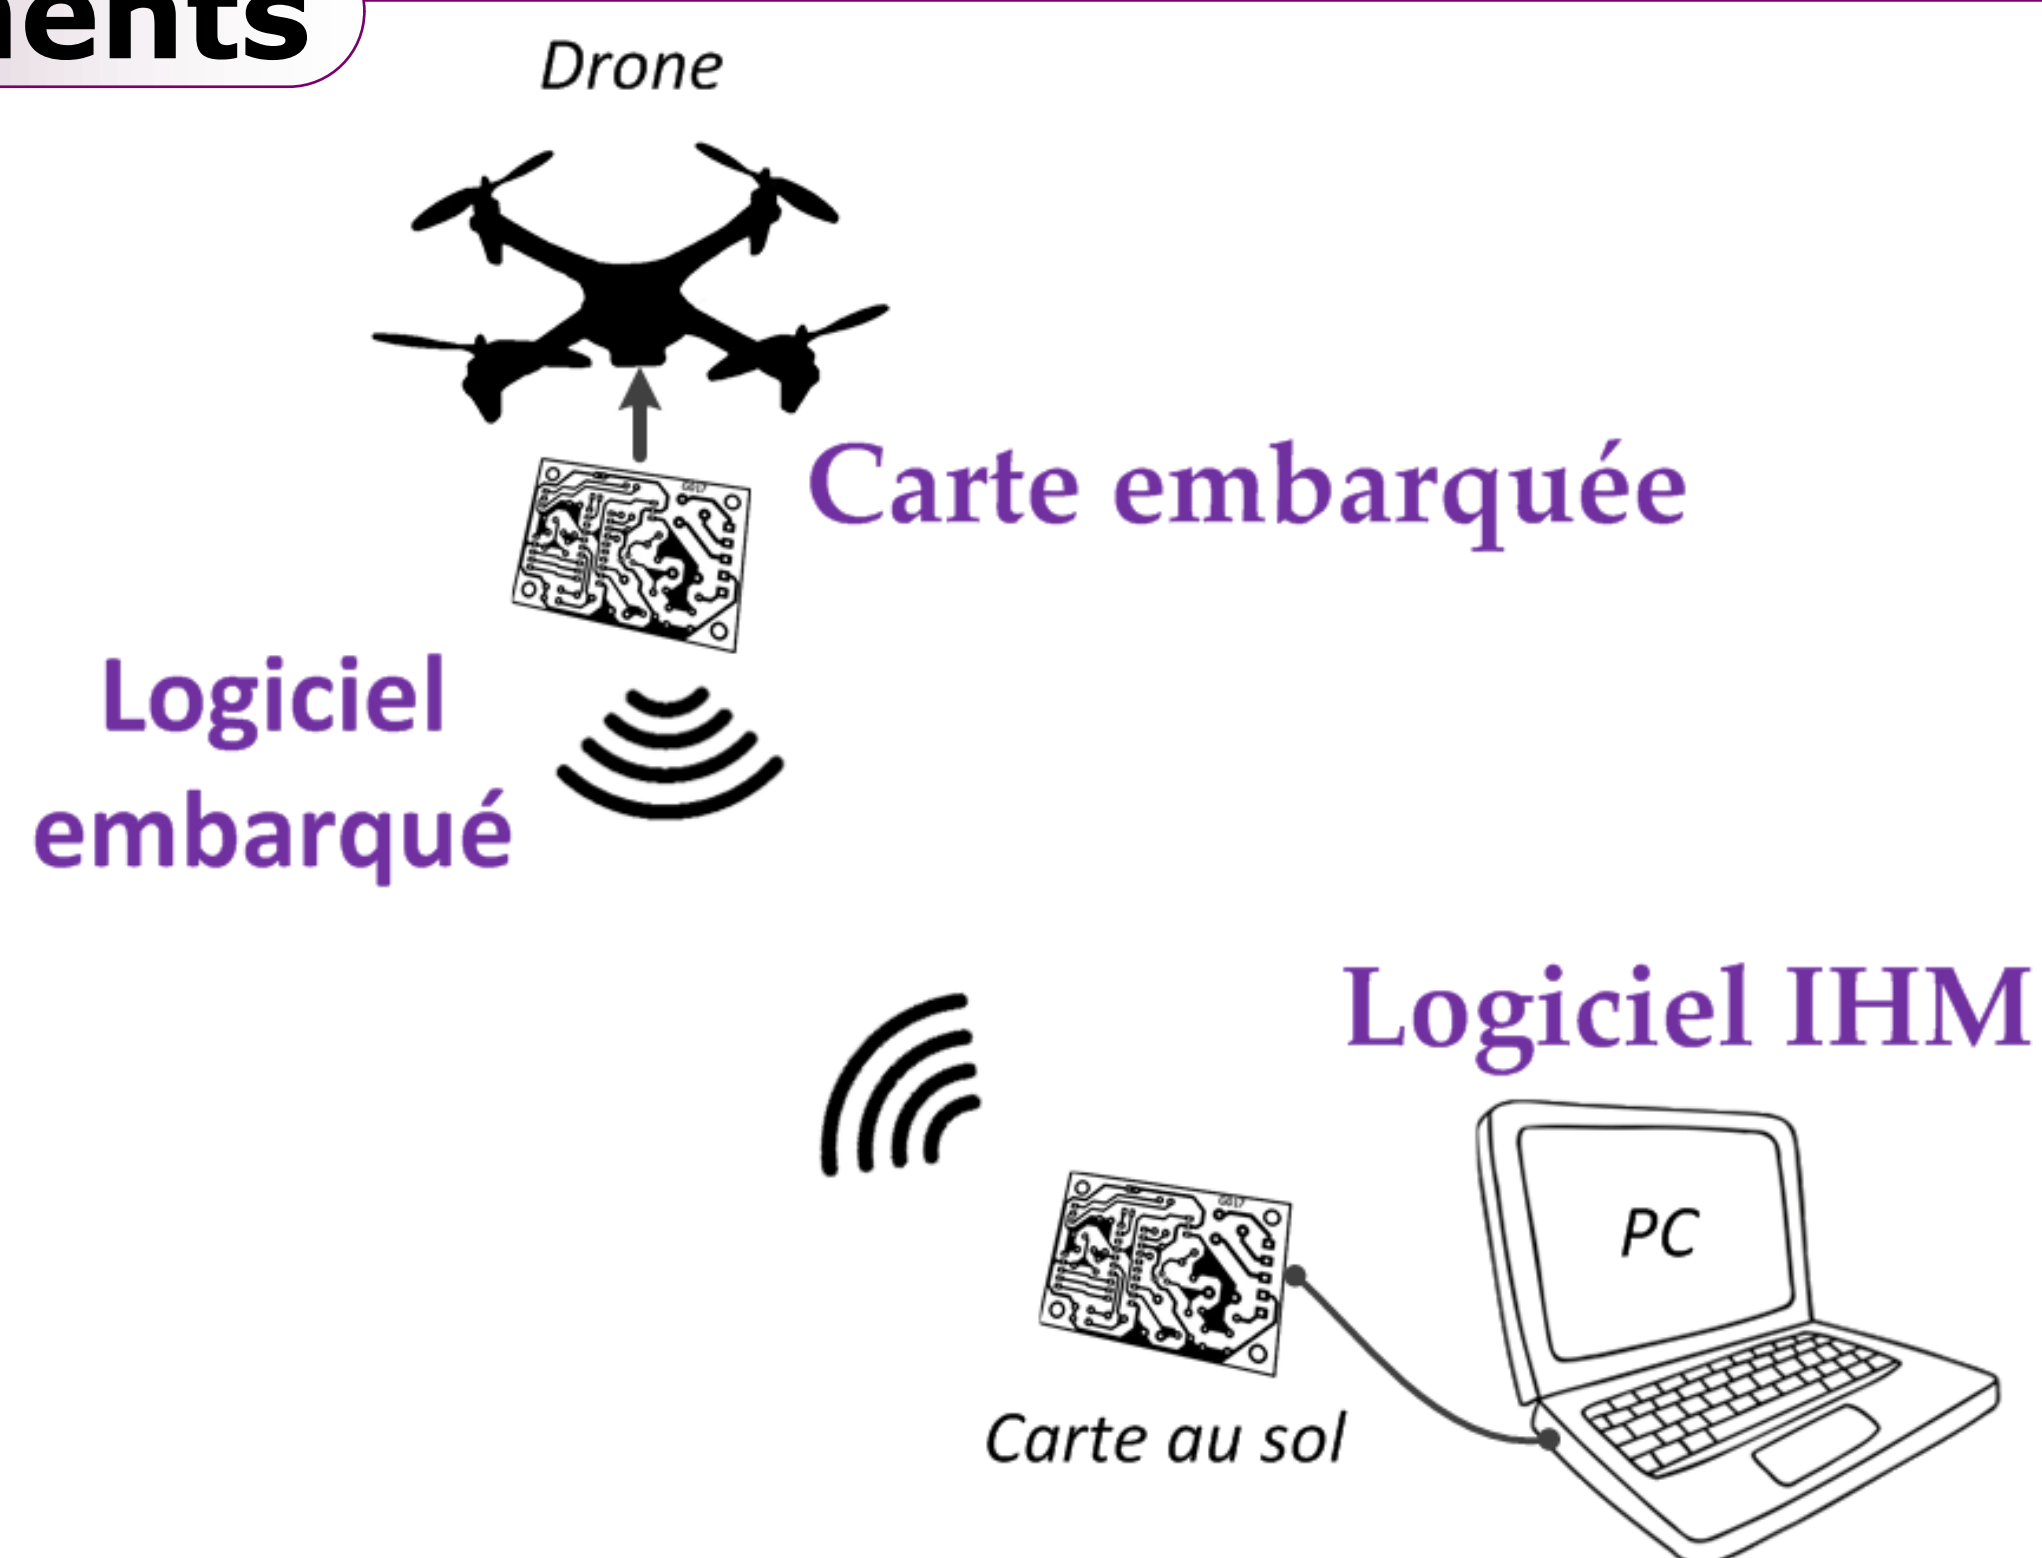 ents
Drone
Carte embarquée
Logiciel
embarqué
Logiciel IHM
PC
Carte au sol